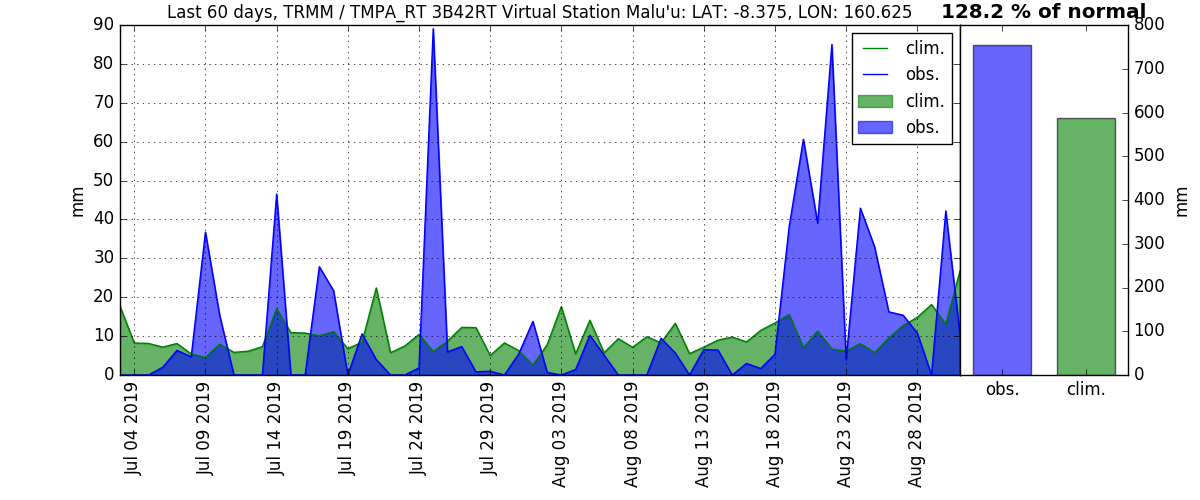 Last 60 days, TRMM / TMPA_RT 3B42RT Virtual Station Malu'u: LAT: -8.375, LON: 160.625
128.2 % of normal
90
80
70
60
50
40
30
20
10
0
mm
clim.
obs.
clim.
obs.
Jul 04 2019
Jul 09 2019
Jul 14 2019
Jul 19 2019
Jul 24 2019
Jul 29 2019
Aug 03 2019
Aug 08 2019
Aug 13 2019
Aug 18 2019
Aug 23 2019
Aug 28 2019
800
700
600
500
400
300
200
100
0
mm
obs.
clim.